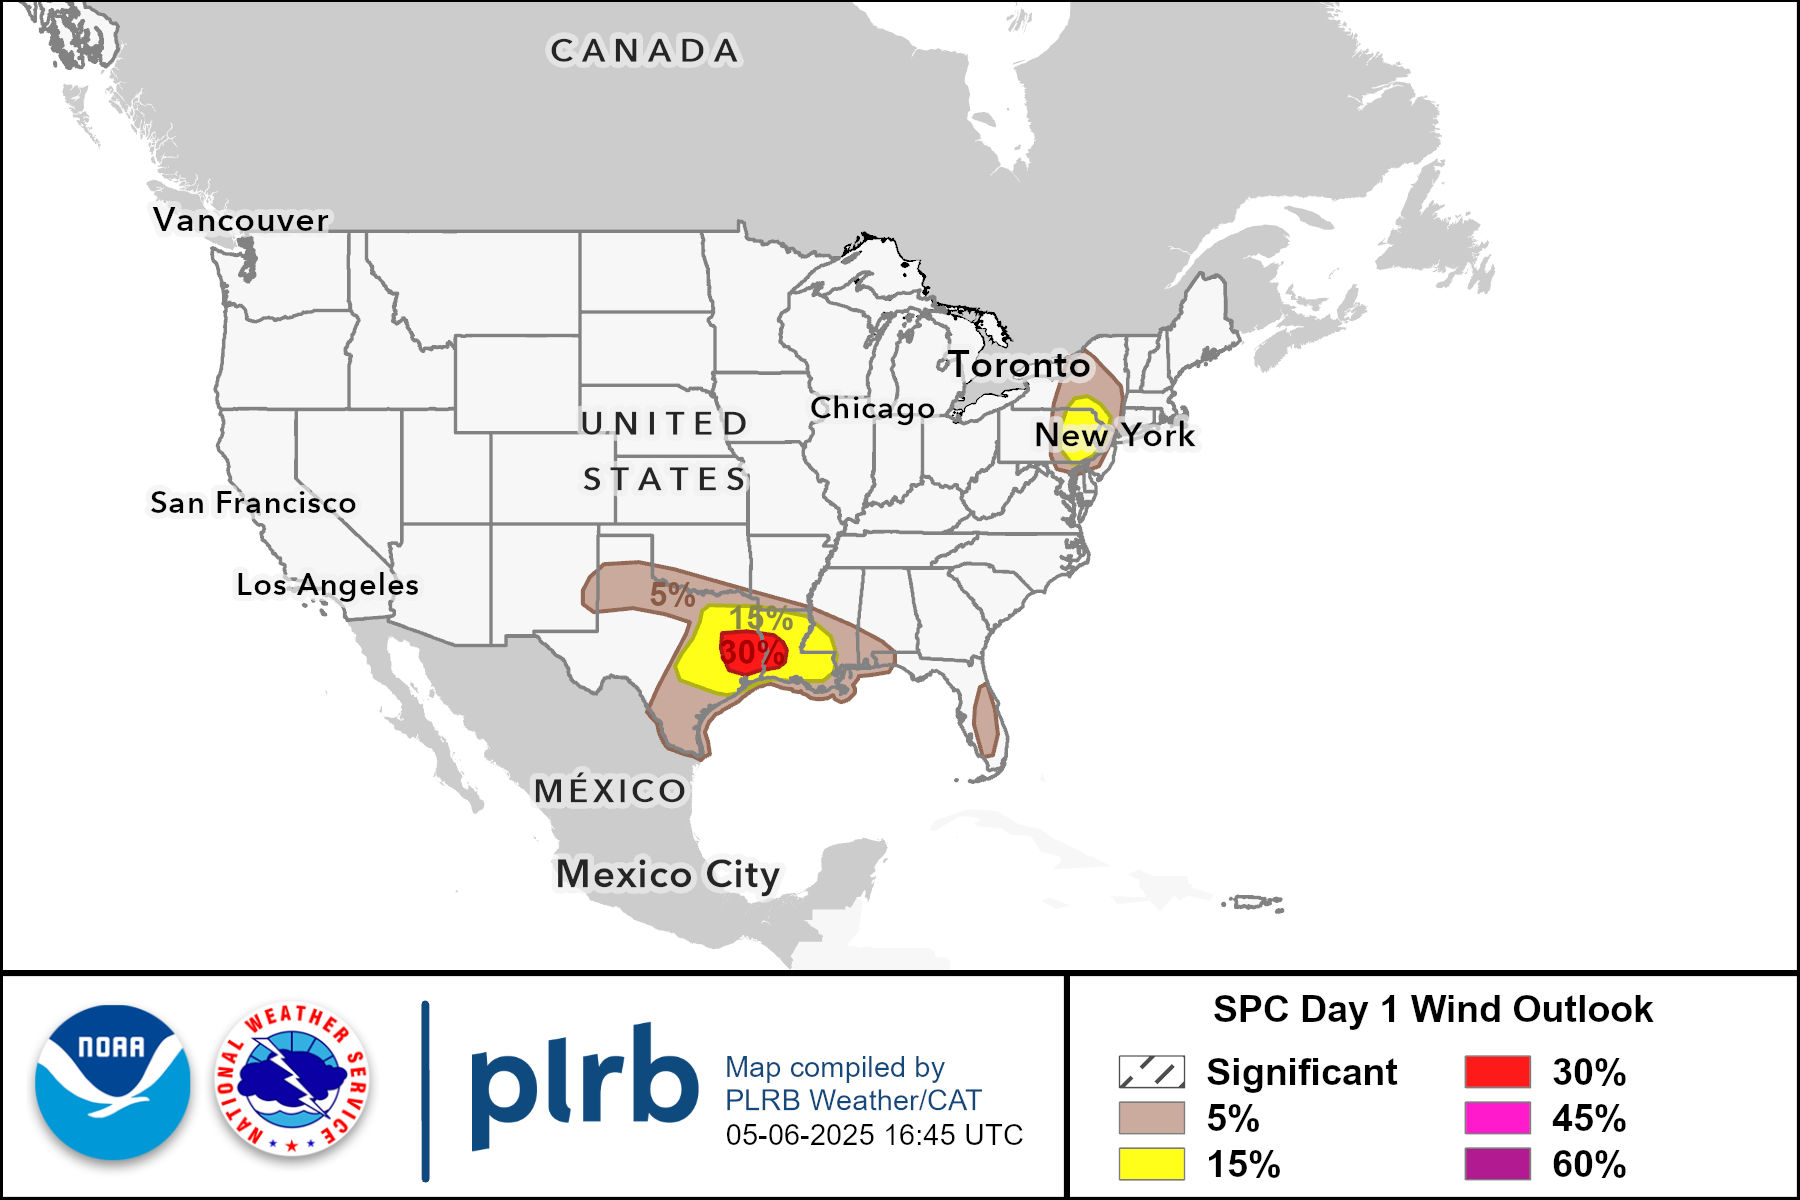 CANADA
Vancouver
Toronto
Chicago
UNITED
New York
STATES
San Francisco
Los Angeles
5%
15%
30%
MÉXICO
Mexico City
NOAA
NATIONAL WEATHER SERVICE
plrb
Map compiled by
PLRB Weather/CAT
05-06-2025 16:45 UTC
SPC Day 1 Wind Outlook
Significant
5%
15%
30%
45%
60%